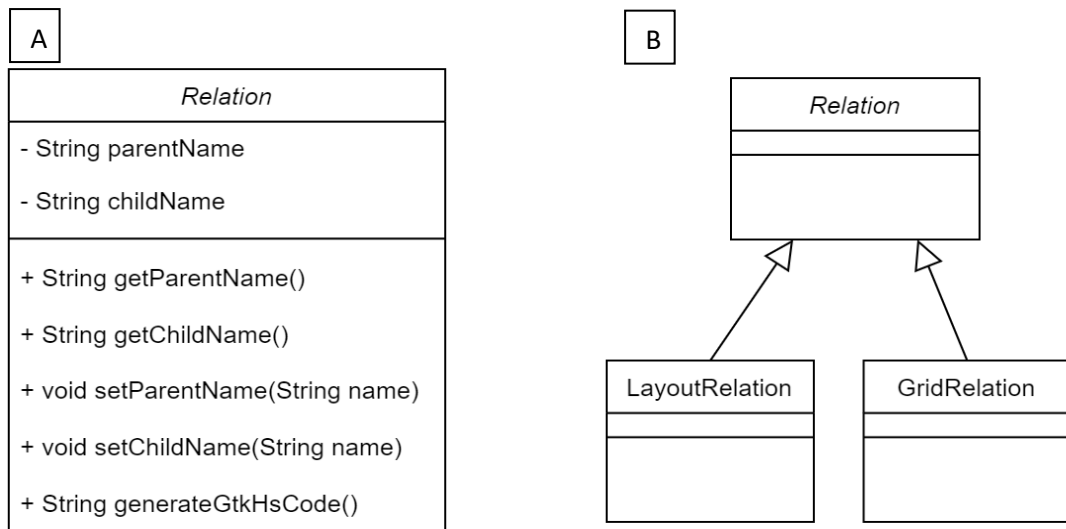 A
Relation
- String parentName
- String childName
+ String getParentName()
+ String getChildName()
+ void setParentName(String name)
+ void setChildName(String name)
+ String generateGtkHsCode()
B
Relation
LayoutRelation
GridRelation